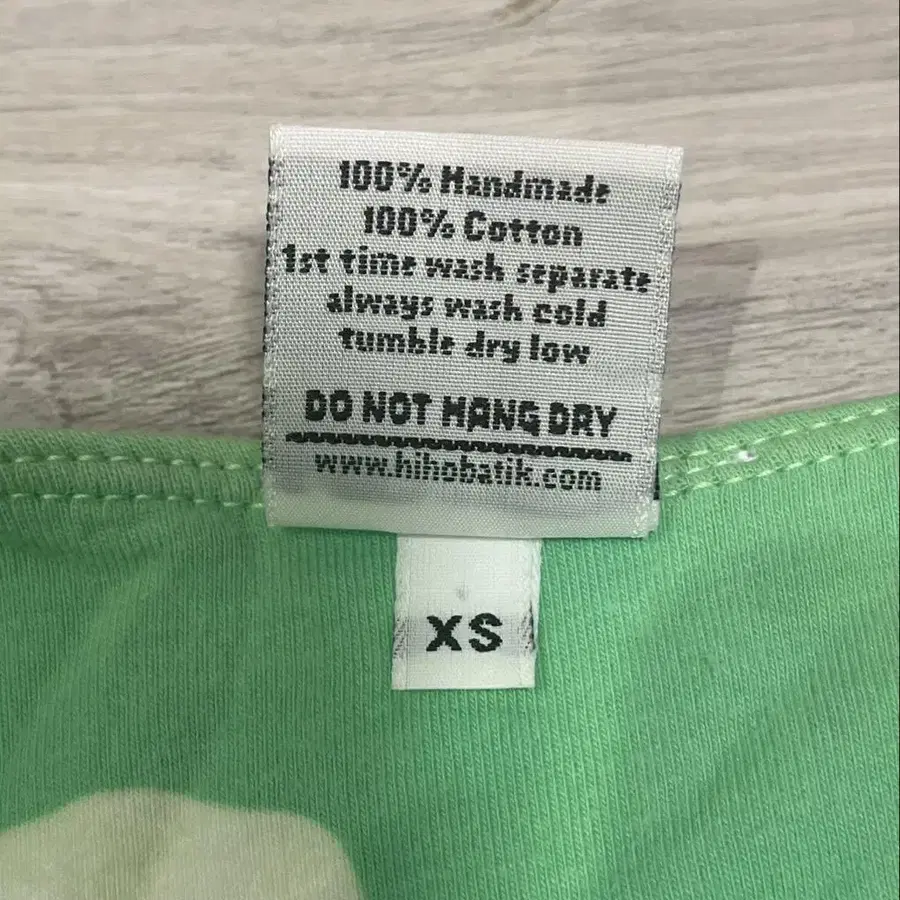 100% Handmade
100% Cotton
1st time wash separate
always wash cold
tumble dry low
DO NOT HANG DRY
www.hihobatik.com
XS